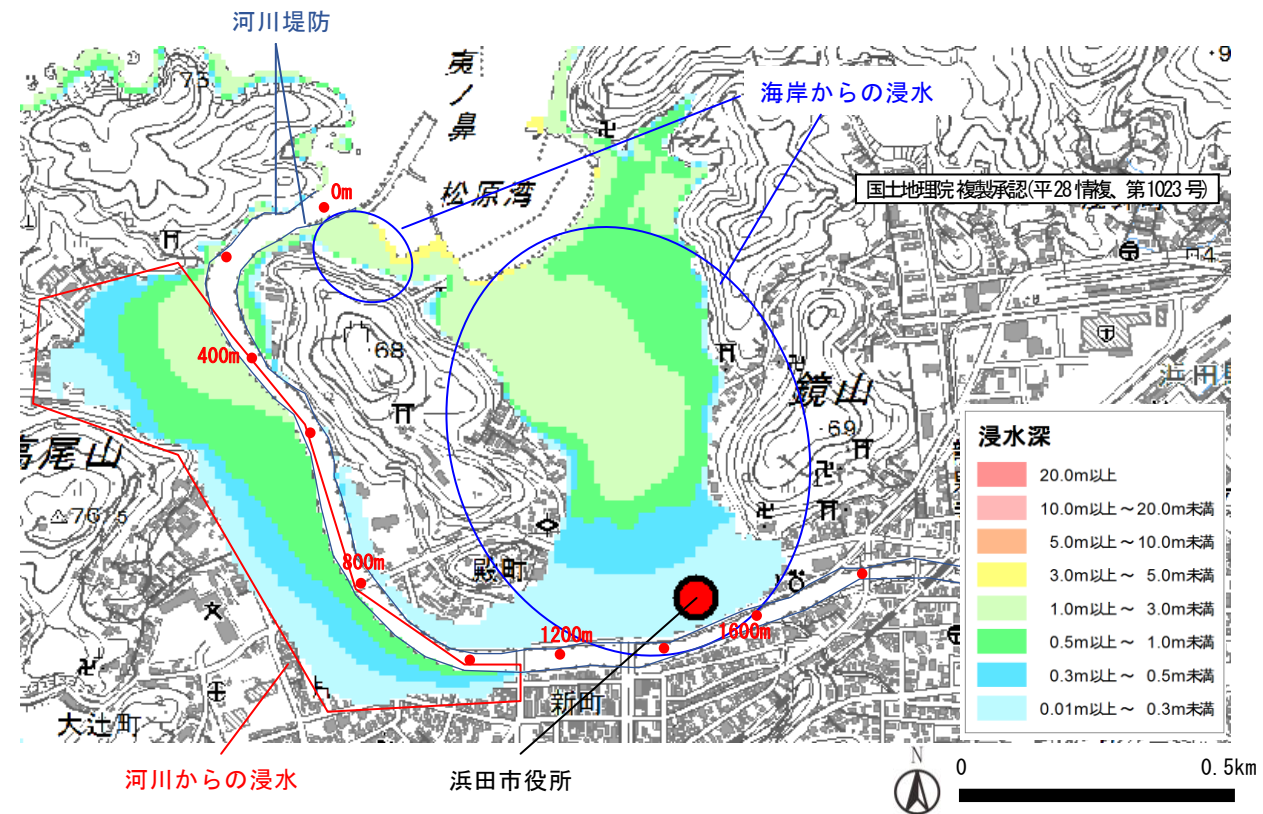 河川堤防
夷ノ鼻
海岸からの浸水
75
9
0m
松原湾
国土地理院 複製承認(平28情複、第1023号)
400m
68
鏡山
69
高尾山
76.5
浸水深
20.0m以上
10.0m以上～20.0m未満
5.0m以上～10.0m未満
3.0m以上～ 5.0m未満
1.0m以上～ 3.0m未満
0.5m以上～ 1.0m未満
0.3m以上～ 0.5m未満
0.01m以上～ 0.3m未満
800m
殿町
1200m
1600m
新町
大辻町
河川からの浸水
浜田市役所
N
0
0.5km